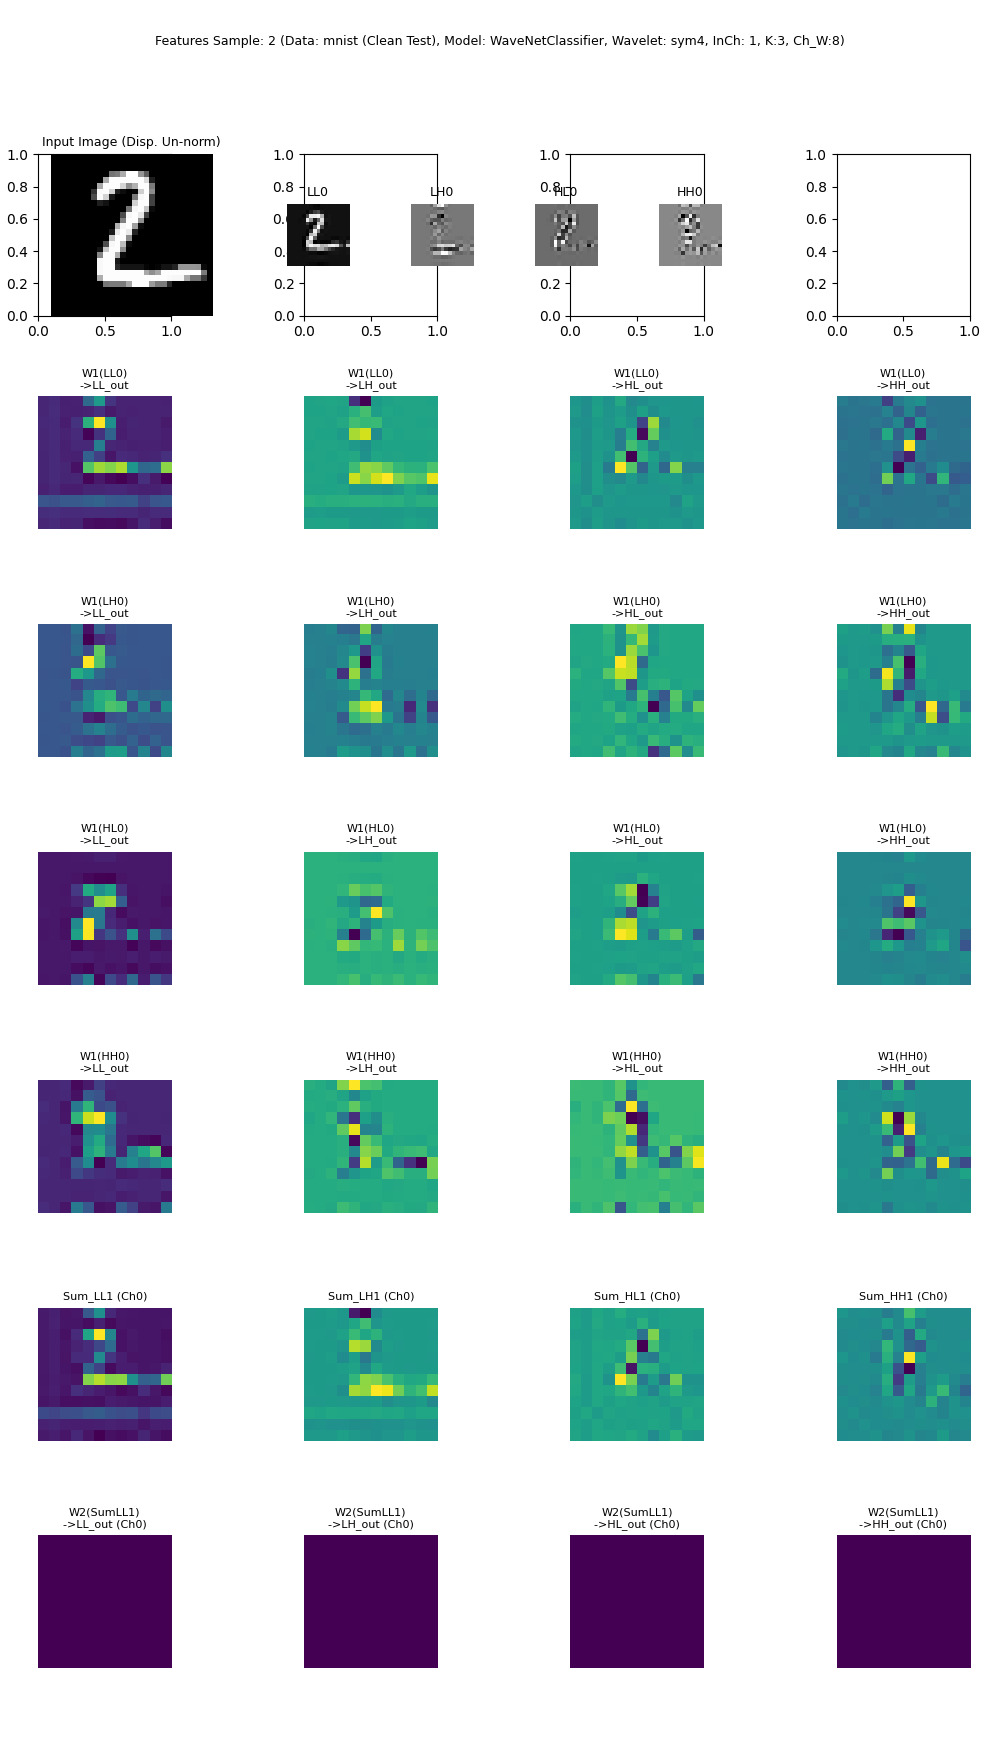 Features Sample: 2 (Data: mnist (Clean Test), Model: WaveNetClassifier, Wavelet: sym4, InCh: 1, K:3, Ch_W:8)
Input Image (Disp. Un-norm)
1.0 1.0 1.0 1.0
0.8 0.8 0.8 0.8
LL0 LH0 HL0 HH0
0.6 0.6 0.6
0.4 0.4 0.4
0.2 0.2 0.2 0.2
0.0 0.0 0.0 0.0
0.0 0.5 1.0 0.0 0.5 1.0 0.0 0.5 1.0 0.0 0.5 1.0
2
W1(LL0) W1(LL0) W1(LL0) W1(LL0)
->LL_out ->LH_out ->HL_out ->HH_out
W1(LH0) W1(LH0) W1(LH0) W1(LH0)
->LL_out ->LH_out ->HL_out ->HH_out
W1(HL0) W1(HL0) W1(HL0) W1(HL0)
->LL_out ->LH_out ->HL_out ->HH_out
W1(HH0) W1(HH0) W1(HH0) W1(HH0)
->LL_out ->LH_out ->HL_out ->HH_out
Sum_LL1 (Ch0) Sum_LH1 (Ch0) Sum_HL1 (Ch0) Sum_HH1 (Ch0)
W2(SumLL1) W2(SumLL1) W2(SumLL1) W2(SumLL1)
->LL_out (Ch0) ->LH_out (Ch0) ->HL_out (Ch0) ->HH_out (Ch0)